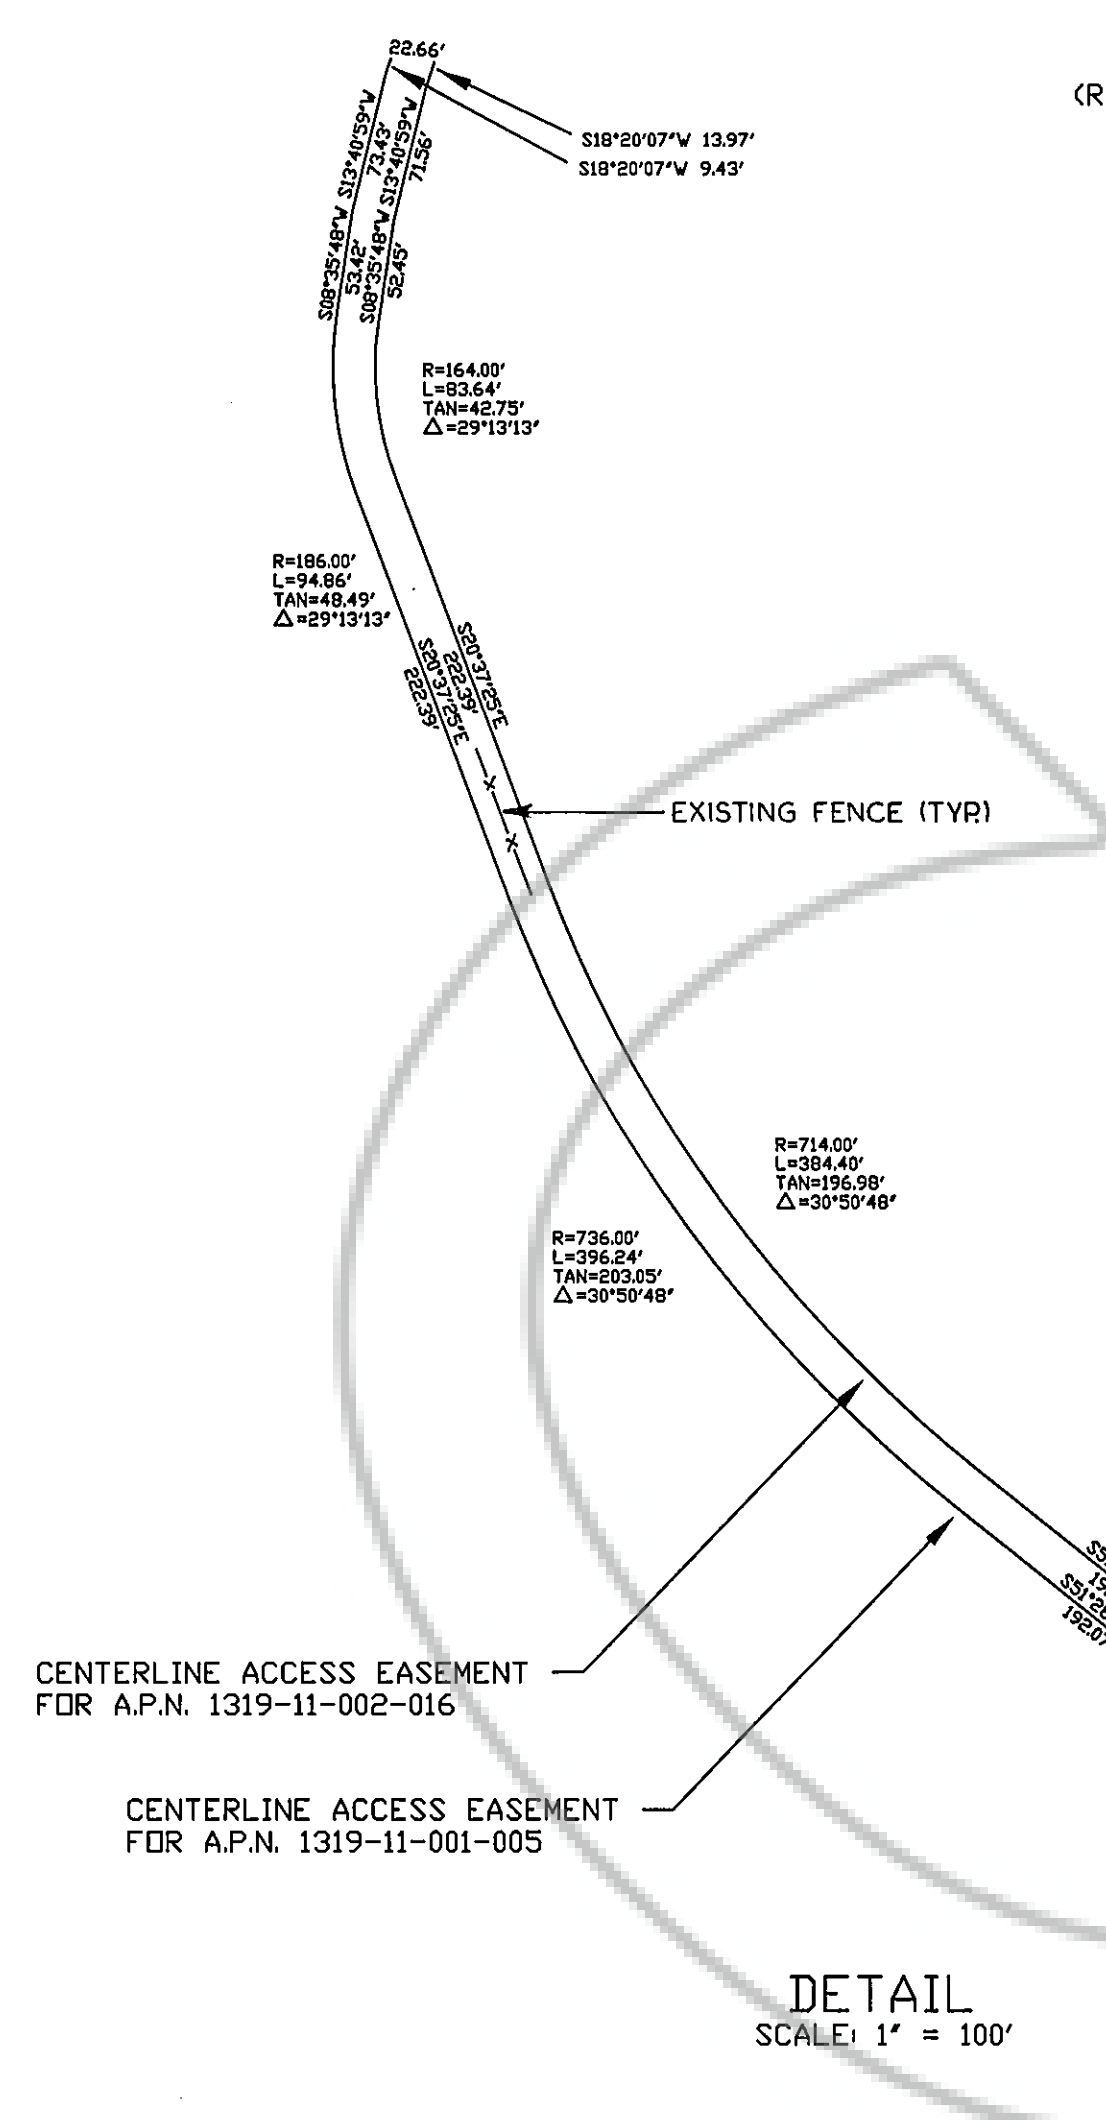 22.66'
(R
S18°20'07"W 13.97'
S18°20'07"W 9.43'
S13°40'59"W
73.43'
S13°40'59"W
71.56'
S08°35'48"W
53.42'
S08°35'48"W
52.45'
R=164.00'
L=83.64'
TAN=42.75'
△=29°13'13"
R=186.00'
L=94.86'
TAN=48.49'
△=29°13'13"
S20°37'25"E
222.39'
S20°37'25"E
222.39'
EXISTING FENCE (TYP.)
R=714.00'
L=384.40'
TAN=196.98'
△=30°50'48"
R=736.00'
L=396.24'
TAN=203.05'
△=30°50'48"
S51°28
192.07
CENTERLINE ACCESS EASEMENT
FOR A.P.N. 1319-11-002-016
CENTERLINE ACCESS EASEMENT
FOR A.P.N. 1319-11-001-005
DETAIL
SCALE: 1" = 100'